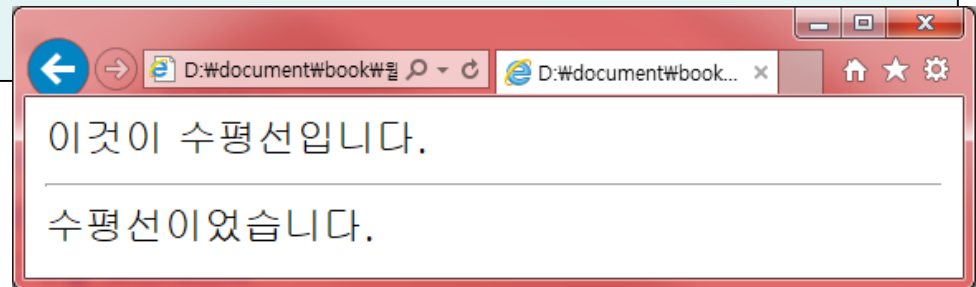 D:₩document₩book₩월
D:₩document₩book...
이것이 수평선입니다.
수평선이었습니다.